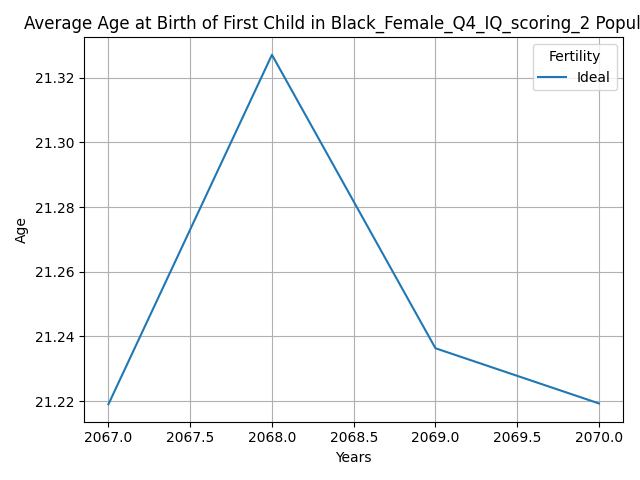 Average Age at Birth of First Child in Black_Female_Q4_IQ_scoring_2 Popul
Fertility
Ideal
21.32
21.30
21.28
21.26
21.24
21.22
Age
2067.0 2067.5 2068.0 2068.5 2069.0 2069.5 2070.0
Years